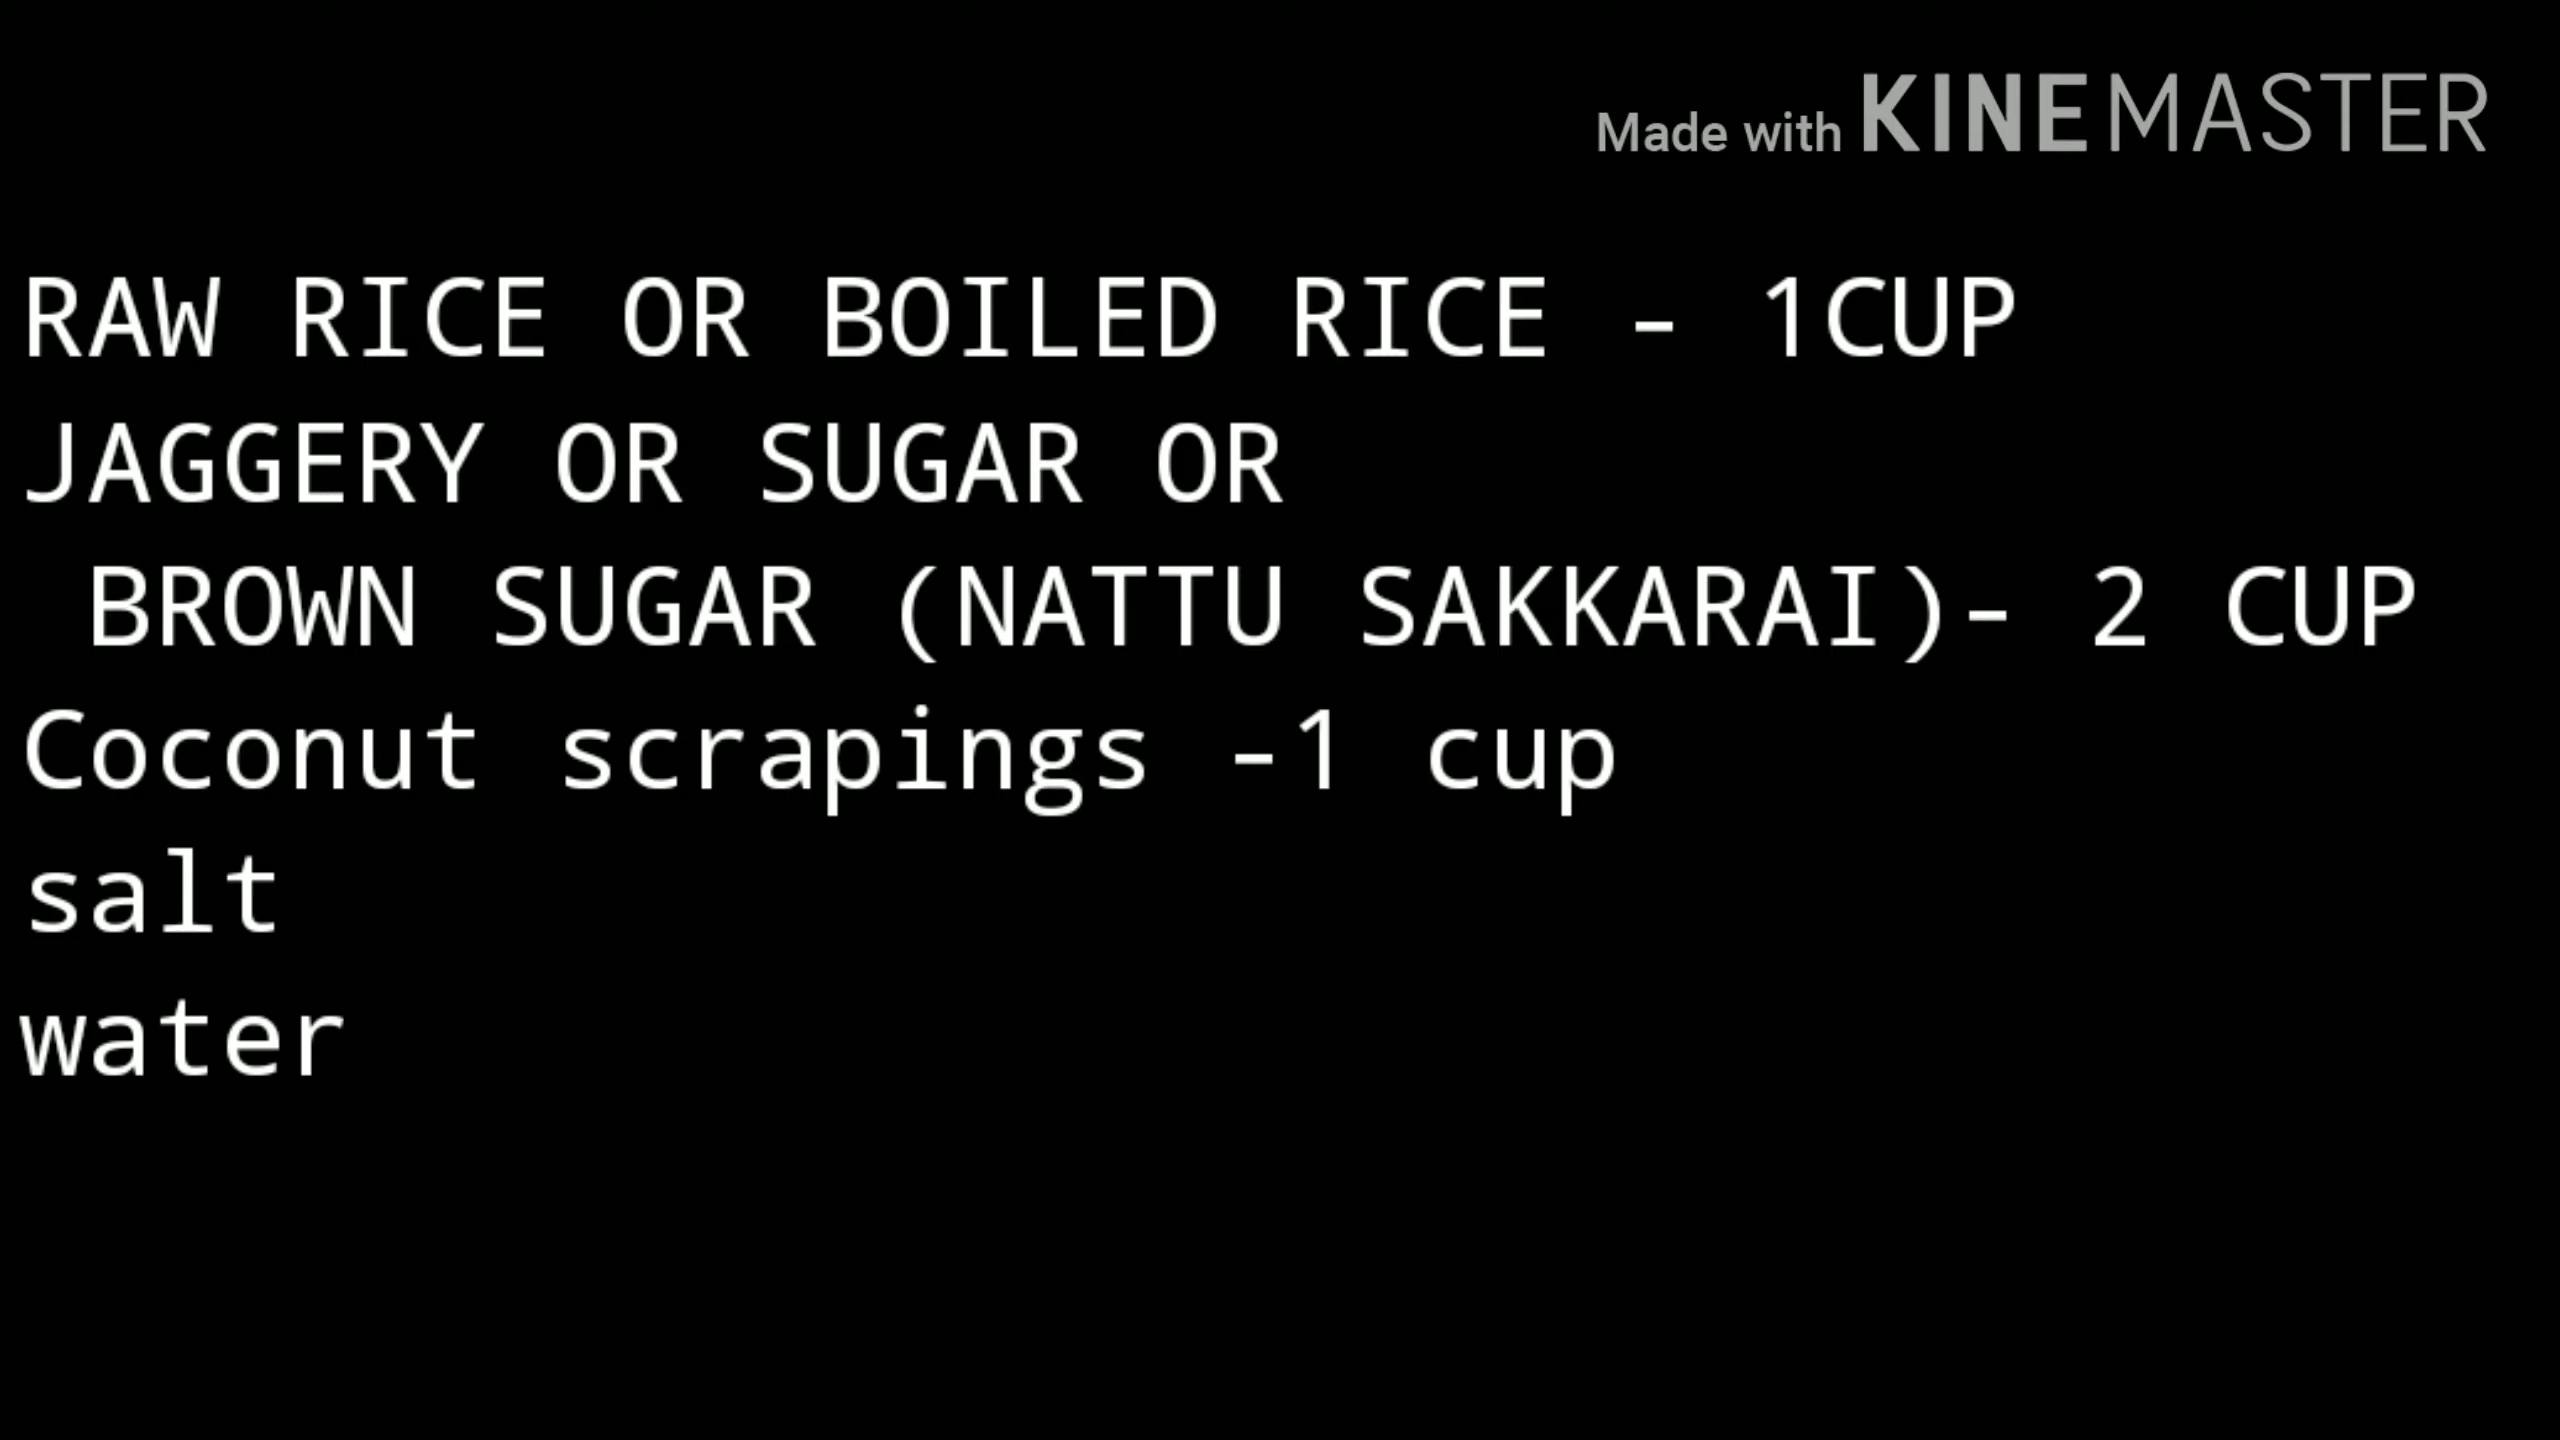 Made with KINEMASTER
RAW RICE OR BOILED RICE - 1CUP
JAGGERY OR SUGAR OR
BROWN SUGAR (NATTU SAKKARAI)- 2 CUP
Coconut scrapings -1 cup
salt
water